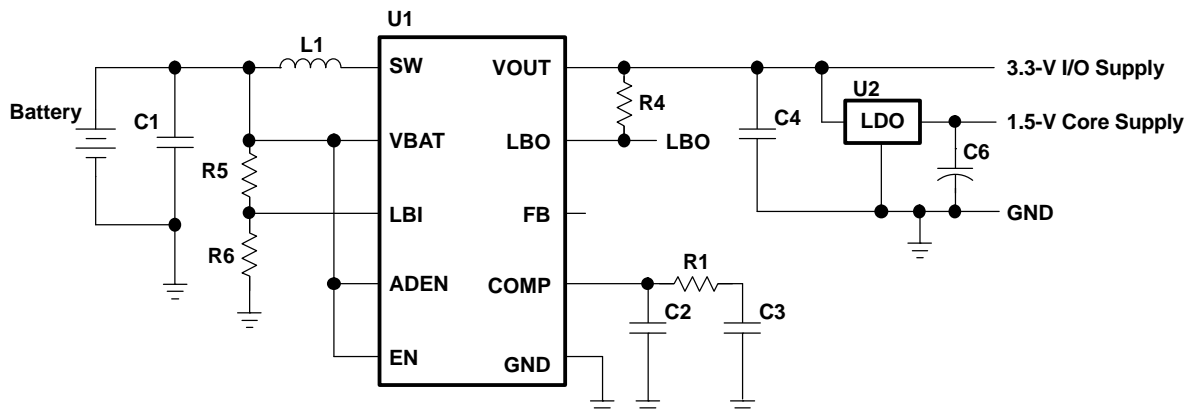 U1
L1
SW
VOUT
3.3-V I/O Supply
R4
U2
Battery
C1
C4
LDO
1.5-V Core Supply
VBAT
LBO
LBO
C6
R5
LBI
FB
GND
R6
R1
ADEN
COMP
C2
C3
EN
GND